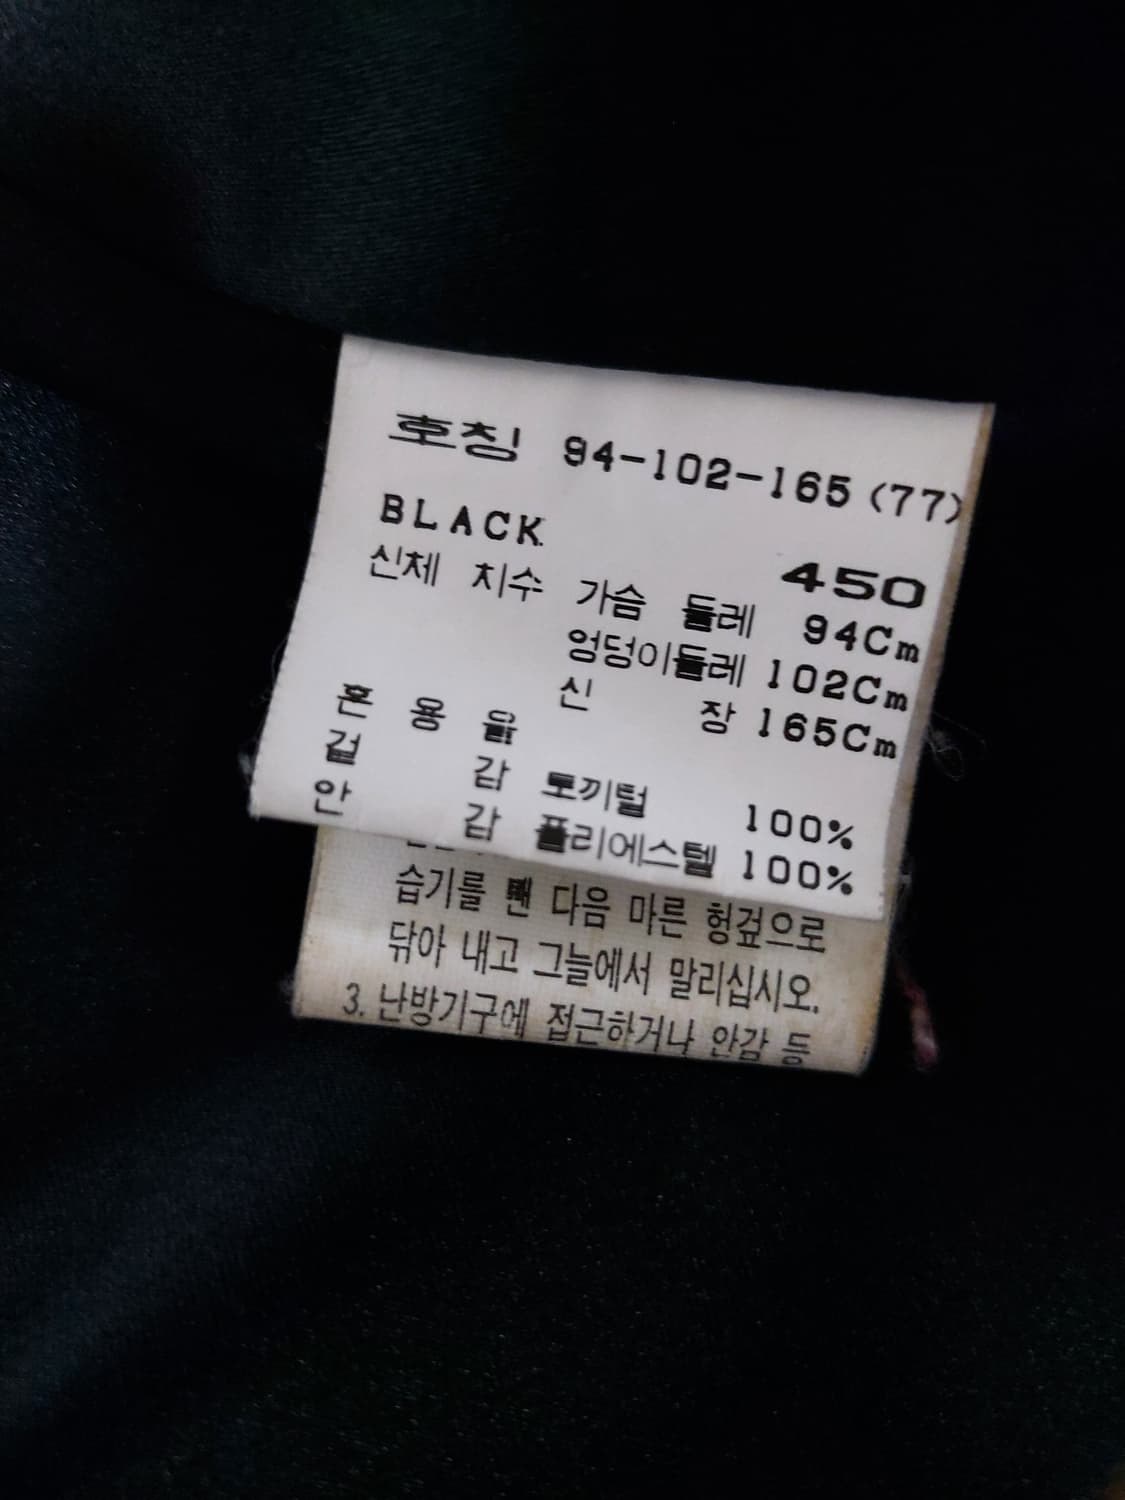 호칭 94-102-165 (77)
BLACK
450
신체 치수 가슴 둘레 94Cm
엉덩이둘레 102Cm
신 장 165Cm
혼 용 율
겉 감 토끼털 100%
안 감 폴리에스텔 100%
습기를 뺀 다음 마른 헝겊으로
닦아 내고 그늘에서 말리십시오.
3. 난방기구에 접근하거나 안감 등